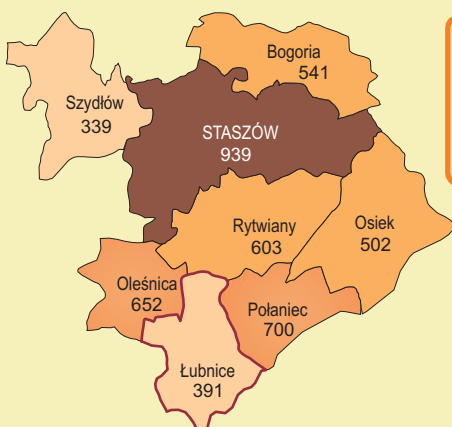 Bogoria
541
Szydłów
339
STASZÓW
939
Rytwiany
603
Osiek
502
Oleśnica
652
Połaniec
700
Łubnice
391